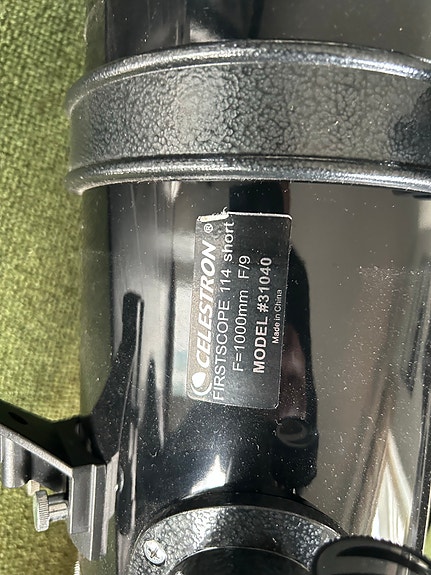 CELESTRON ®
FIRSTSCOPE 114 short
F=1000mm F/9
MODEL #31040
Made in China